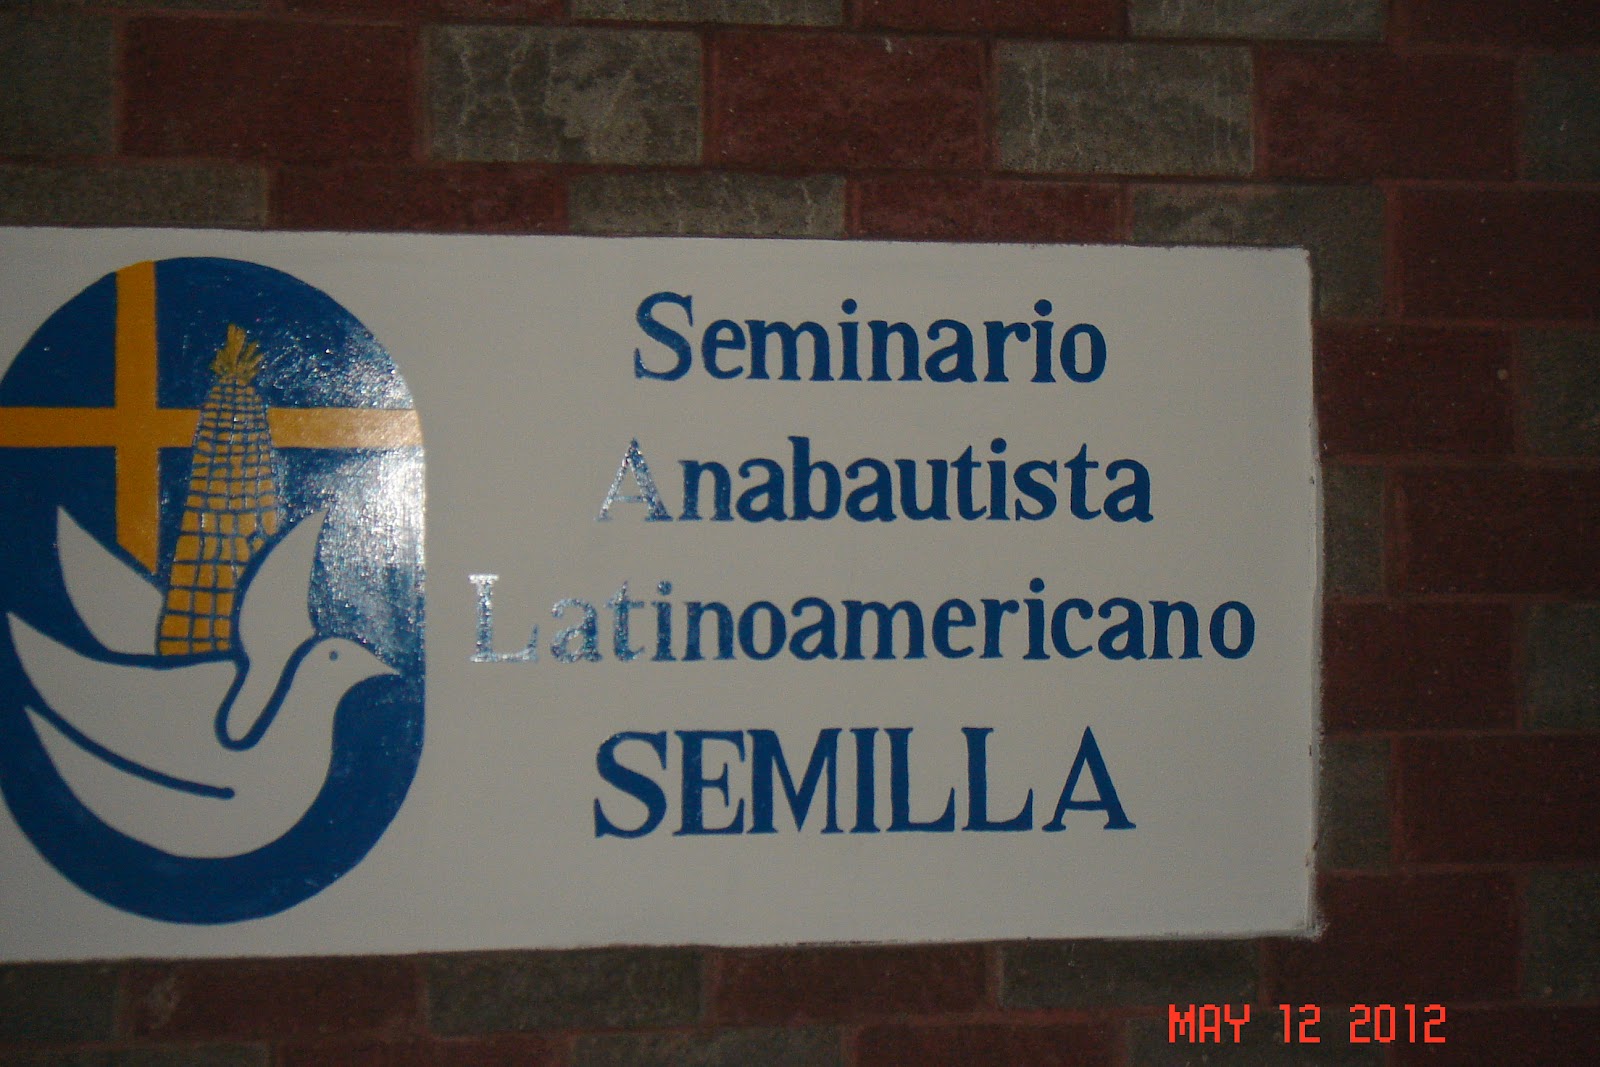 Seminario
Anabautista
Latinoamericano
SEMILLA
MAY 12 2012